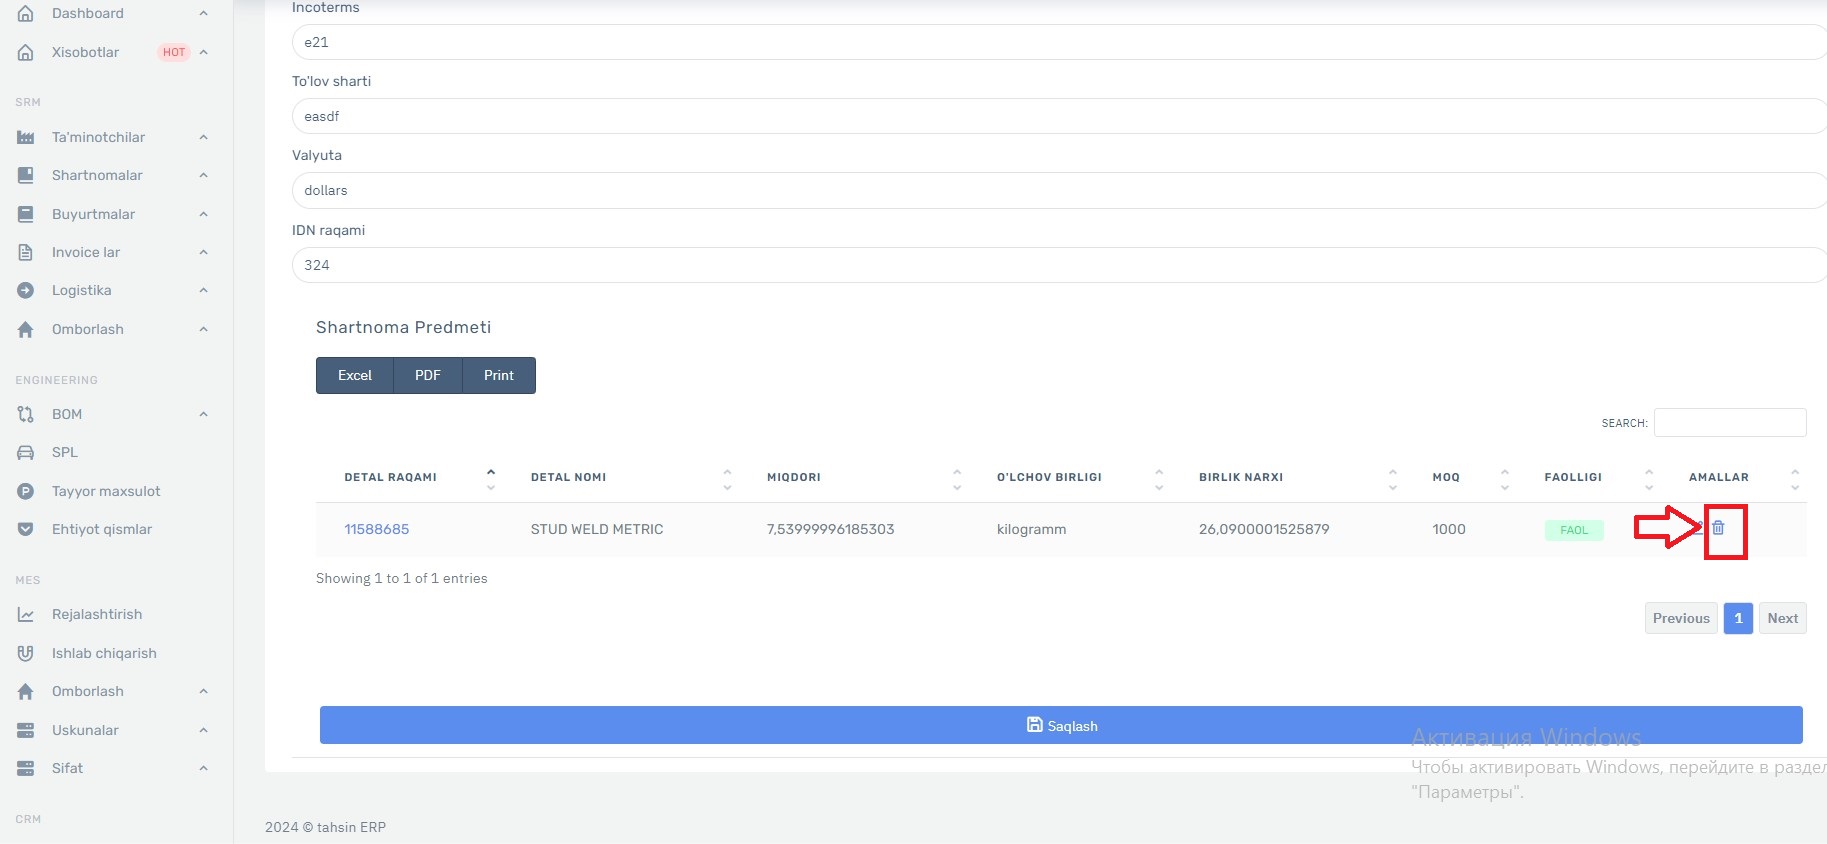 Dashboard
Xisobotlar HOT
SRM
Ta'minotchilar
Shartnomalar
Buyurtmalar
Invoice lar
Logistika
Omborlash
ENGINEERING
BOM
SPL
Tayyor maxsulot
Ehtiyot qismlar
MES
Rejalashtirish
Ishlab chiqarish
Omborlash
Uskunalar
Sifat
CRM
Incoterms
e21
To'lov sharti
easdf
Valyuta
dollars
IDN raqami
324
Shartnoma Predmeti
Excel PDF Print
SEARCH:
DETAL RAQAMI DETAL NOMI MIQDORI O'LCHOV BIRLIGI BIRLIK NARXI MOQ FAOLLIGI AMALLAR
11588685 STUD WELD METRIC 7,53999996185303 kilogramm 26,0900001525879 1000 FAOL
Showing 1 to 1 of 1 entries
Previous 1 Next
Saqlash
Активация Windows
Чтобы активировать Windows, перейдите в раздел
"Параметры".
2024 © tahsin ERP